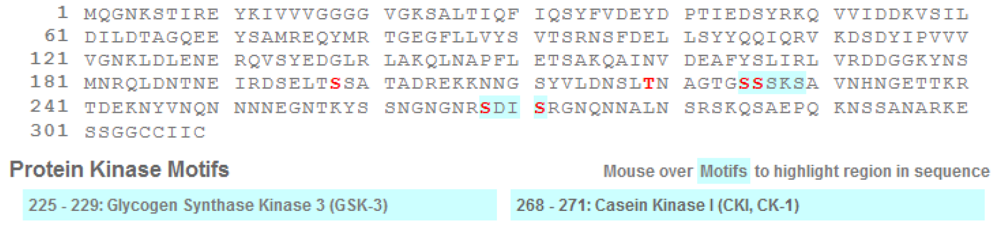 1 MQGNKSTIRE YKIVVVGGGG VGKSALTIQF IQSYFVDEYD PTIEDSYRKQ VVIDDKVSIL
61 DILDTAGQEE YSAMREQYMR TGEGFLLVYS VTSRNSFDEL LSYYQQIQRV KDSDYIPVVV
121 VGNKLDLENE RQVSYEDGLR LAKQLNAPFL ETSAKQAINV DEAFYSLIRL VRDDGGKYNS
181 MNRQLDNTNE IRDSELTSSA TADREKKNNG SYVLDNSLTN AGTGSSSKSA VNHNGETTKR
241 TDEKNYVNQN NNNEGNTKYS SNGNGNRSDI SRGNQNNALN SRSKQSAEPQ KNSSANARKE
301 SSGGCCIIC
Protein Kinase Motifs
Mouse over Motifs to highlight region in sequence
225 - 229: Glycogen Synthase Kinase 3 (GSK-3)
268 - 271: Casein Kinase I (CKI, CK-1)